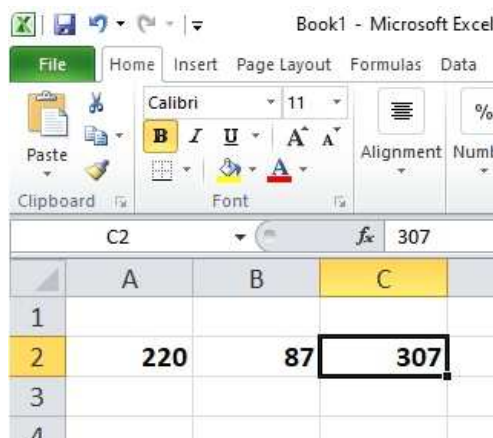 Book1 - Microsoft Excel
File Home Insert Page Layout Formulas Data
Calibri 11
B I U A A
Paste A Alignment
Clipboard Font
C2 fx 307
A B C
1
2 220 87 307
3